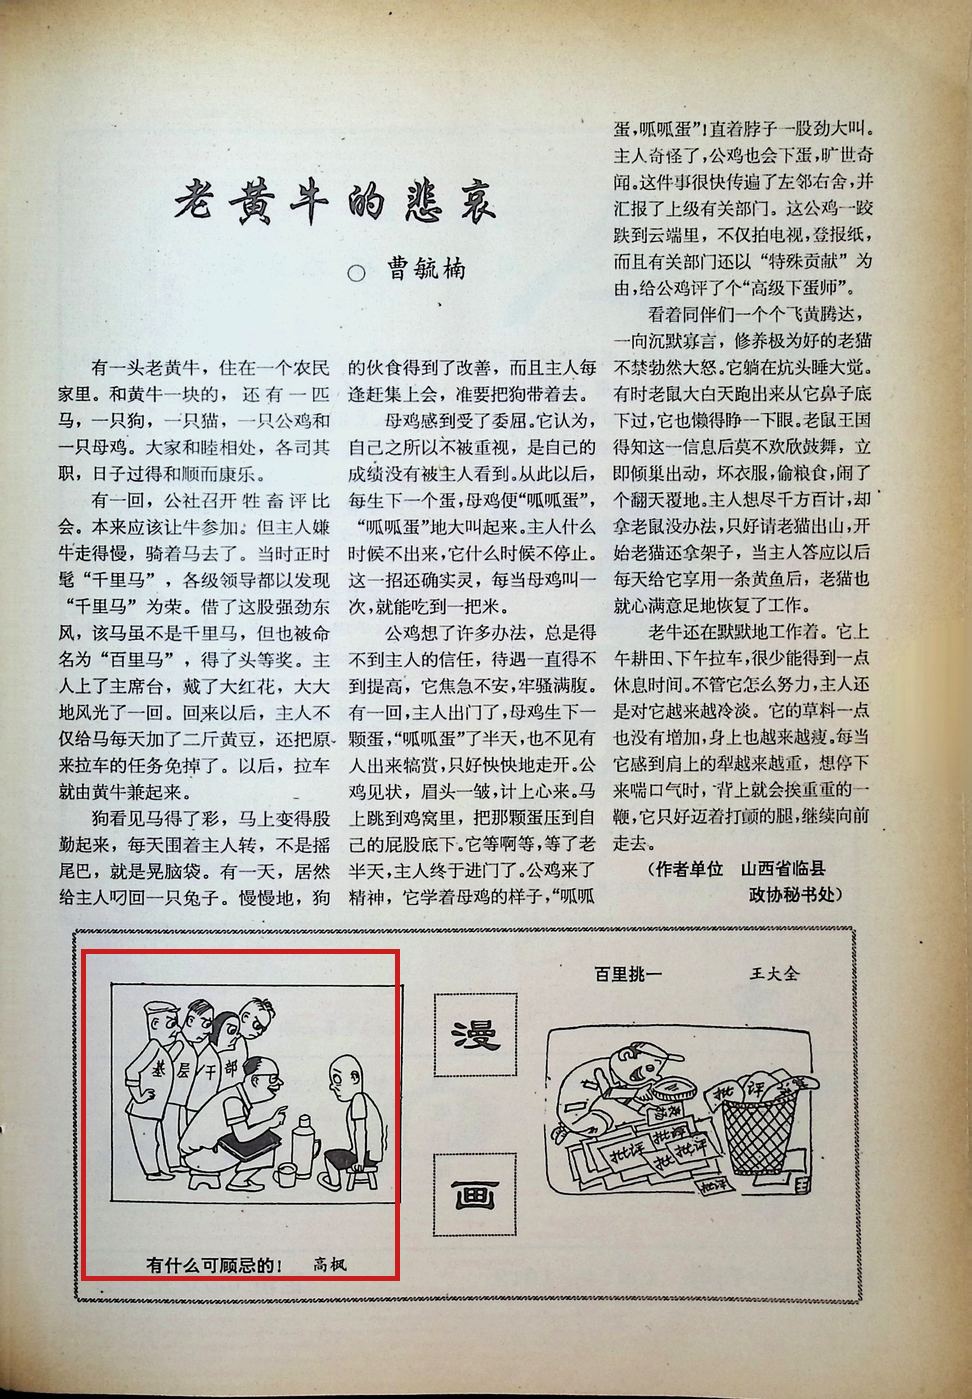 老黄牛的悲哀
○ 曹毓楠
有一头老黄牛，住在一个农民
家里。和黄牛一块的，还有一匹
马，一只狗，一只猫，一只公鸡和
一只母鸡。大家和睦相处，各司其
职，日子过得和顺而康乐。
有一回，公社召开牲畜评比
会。本来应该让牛参加。但主人嫌
牛走得慢，骑着马去了。当时正时
髦“千里马”，各级领导都以发现
“千里马”为荣。借了这股强劲东
风，该马虽不是千里马，但也被命
名为“百里马”，得了头等奖。主
人上了主席台，戴了大红花，大大
地风光了一回。回来以后，主人不
仅给马每天加了二斤黄豆，还把原
来拉车的任务免掉了。以后，拉车
就由黄牛兼起来。
狗看见马得了彩，马上变得殷
勤起来，每天围着主人转，不是摇
尾巴，就是晃脑袋。有一天，居然
给主人叼回一只兔子。慢慢地，狗
的伙食得到了改善，而且主人每
逢赶集上会，准要把狗带着去。
母鸡感到受了委屈。它认为，
自己之所以不被重视，是自己的
成绩没有被主人看到。从此以后，
每生下一个蛋，母鸡便“呱呱蛋”，
“呱呱蛋”地大叫起来。主人什么
时候不出来，它什么时候不停止。
这一招还确实灵，每当母鸡叫一
次，就能吃到一把米。
公鸡想了许多办法，总是得
不到主人的信任，待遇一直得不
到提高，它焦急不安，牢骚满腹。
有一回，主人出门了，母鸡生下一
颗蛋，“呱呱蛋”了半天，也不见有
人出来犒赏，只好怏怏地走开。公
鸡见状，眉头一皱，计上心来。马
上跳到鸡窝里，把那颗蛋压到自
己的屁股底下。它等啊等，等了老
半天，主人终于进门了。公鸡来了
精神，它学着母鸡的样子，“呱呱
蛋，呱呱蛋”！直着脖子一股劲大叫。
主人奇怪了，公鸡也会下蛋，旷世奇
闻。这件事很快传遍了左邻右舍，并
汇报了上级有关部门。这公鸡一跤
跌到云端里，不仅拍电视，登报纸，
而且有关部门还以“特殊贡献”为
由，给公鸡评了个“高级下蛋师”。
看着同伴们一个个飞黄腾达，
一向沉默寡言，修养极为好的老猫
不禁勃然大怒。它躺在炕头睡大觉。
有时老鼠大白天跑出来从它鼻子底
下过，它也懒得睁一下眼。老鼠王国
得知这一信息后莫不欢欣鼓舞，立
即倾巢出动，坏衣服，偷粮食，闹了
个翻天覆地。主人想尽千方百计，却
拿老鼠没办法，只好请老猫出山，开
始老猫还拿架子，当主人答应以后
每天给它享用一条黄鱼后，老猫也
就心满意足地恢复了工作。
老牛还在默默地工作着。它上
午耕田、下午拉车，很少能得到一点
休息时间。不管它怎么努力，主人还
是对它越来越冷淡。它的草料一点
也没有增加，身上也越来越瘦。每当
它感到肩上的犁越来越重，想停下
来喘口气时，背上就会挨重重的一
鞭，它只好迈着打颤的腿，继续向前
走去。
（作者单位 山西省临县
政协秘书处）
基层干部
有什么可顾忌的！ 高枫
漫
画
百里挑一 王大全
批评
表扬
批评
批评
批评
批评